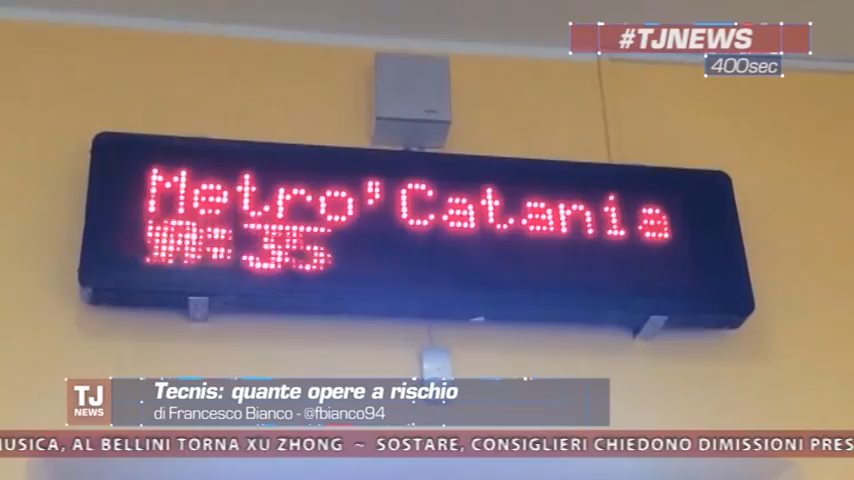 #TJNEWS
400sec
Metro'Catania
TJ
NEWS
Tecnis: quante opere a rischio
di Francesco Bianco - @fbianco94
MUSICA, AL BELLINI TORNA XU ZHONG ~ SOSTARE, CONSIGLIERI CHIEDONO DIMISSIONI PRES